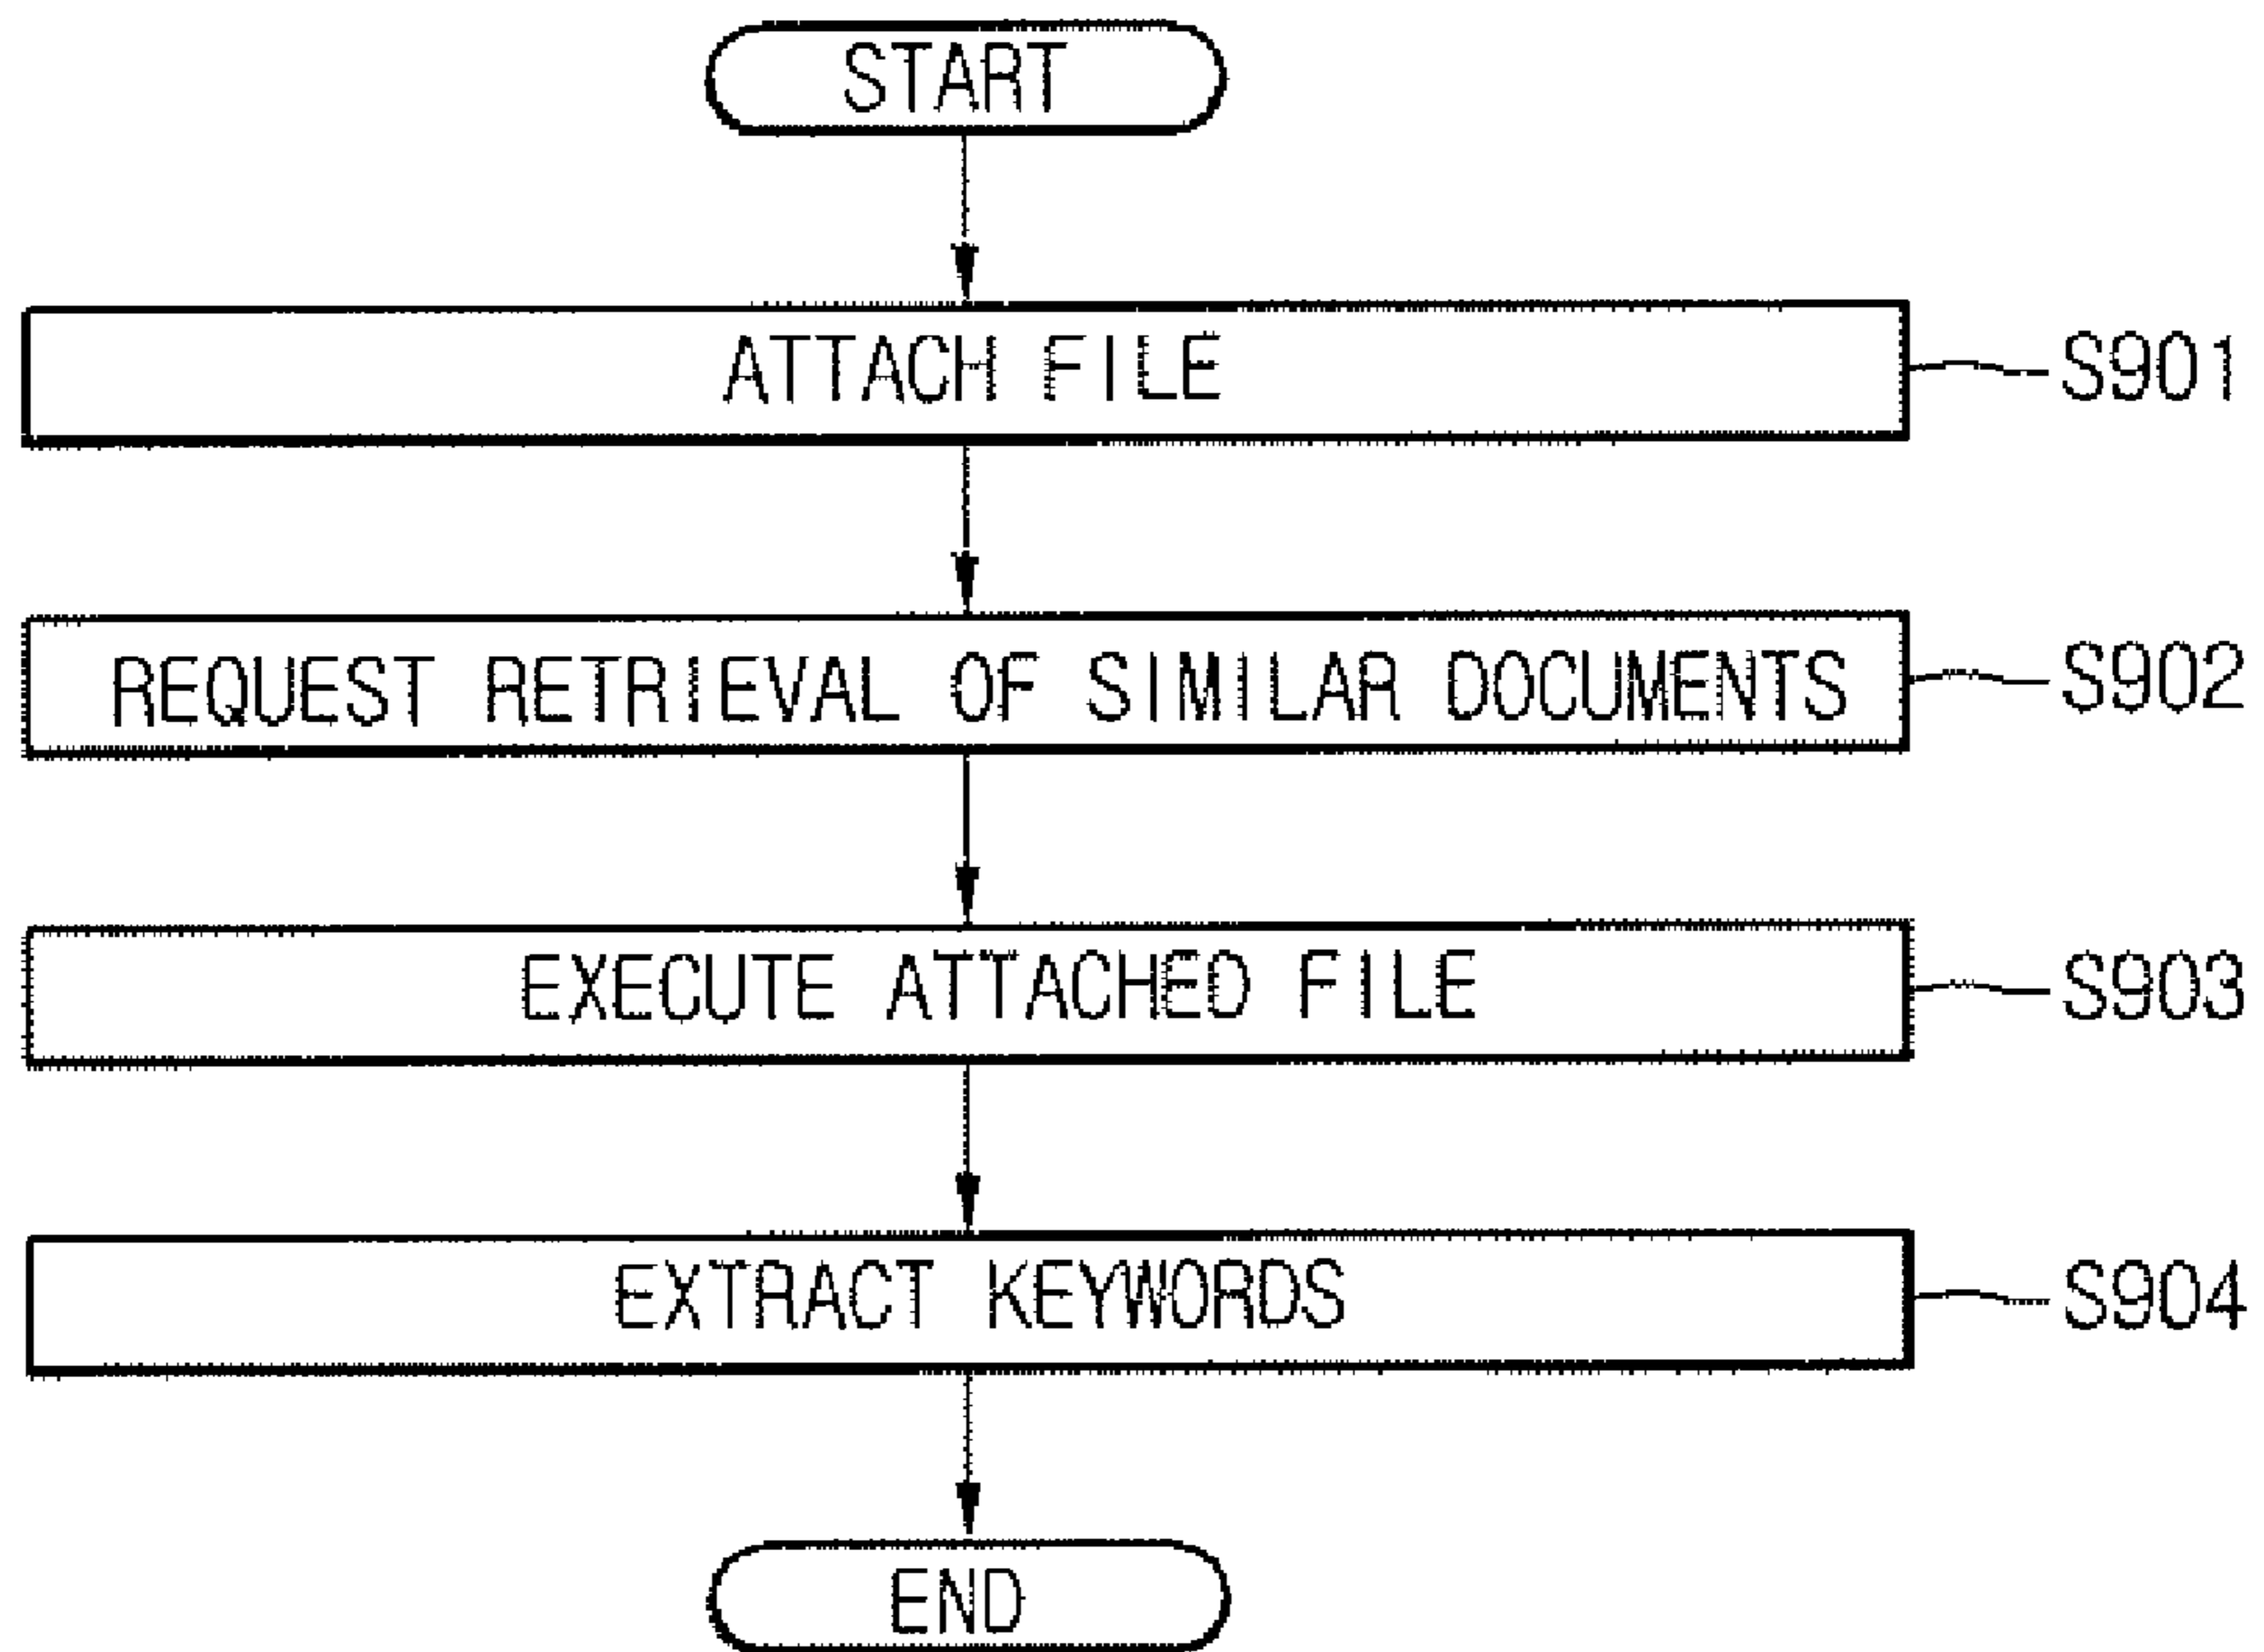 START
ATTACH FILE
S901
REQUEST RETRIEVAL OF SIMILAR DOCUMENTS
S902
EXECUTE ATTACHED FILE
S903
EXTRACT KEYWORDS
S904
END